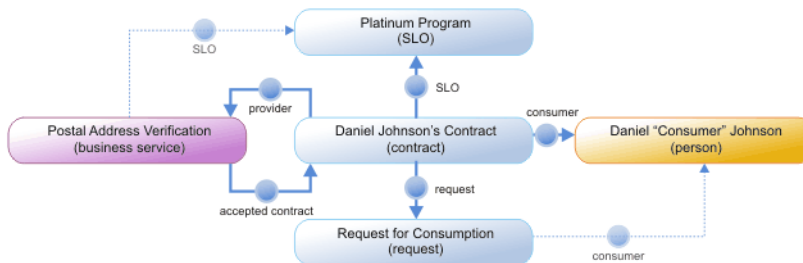 Platinum Program
(SLO)
SLO
SLO
provider
consumer
Postal Address Verification
(business service)
Daniel Johnson's Contract
(contract)
Daniel "Consumer" Johnson
(person)
request
accepted contract
Request for Consumption
(request)
consumer